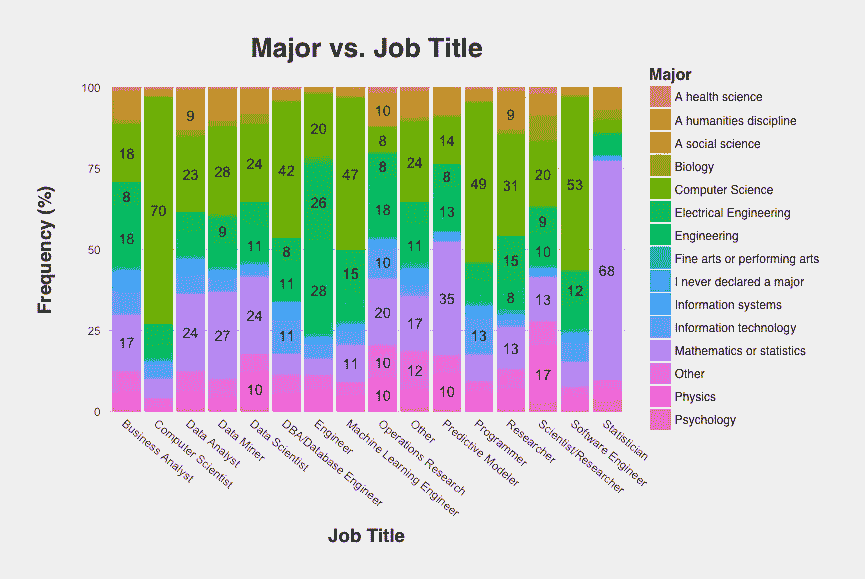 Major vs. Job Title
Major
A health science
A humanities discipline
A social science
Biology
Computer Science
Electrical Engineering
Engineering
Fine arts or performing arts
I never declared a major
Information systems
Information technology
Mathematics or statistics
Other
Physics
Psychology
Frequency (%)
100
75
50
25
0
18
8
18
17
70
9
23
24
28
9
27
24
11
24
10
42
8
11
11
20
26
28
47
15
11
10
8
8
18
10
20
10
10
24
11
17
12
14
8
13
35
10
49
13
9
31
15
8
13
20
9
10
13
17
53
12
68
Business Analyst
Computer Scientist
Data Analyst
Data Miner
Data Scientist
DBA/Database Engineer
Engineer
Machine Learning Engineer
Operations Research
Other
Predictive Modeler
Programmer
Researcher
Scientist/Researcher
Software Engineer
Statistician
Job Title